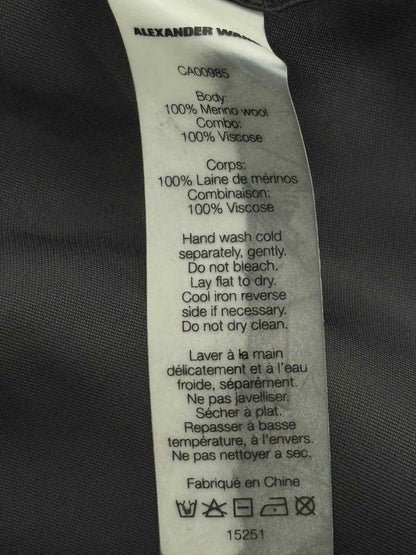 ALEXANDER WANG
CA00985
Body:
100% Merino wool
Combo:
100% Viscose
Corps:
100% Laine de mérinos
Combinaison:
100% Viscose
Hand wash cold
separately, gently.
Do not bleach.
Lay flat to dry.
Cool iron reverse
side if necessary.
Do not dry clean.
Laver à la main
délicatement et à l'eau
froide, séparément.
Ne pas javelliser.
Sécher à plat.
Repasser à basse
température, à l'envers.
Ne pas nettoyer a sec.
Fabriqué en Chine
15251